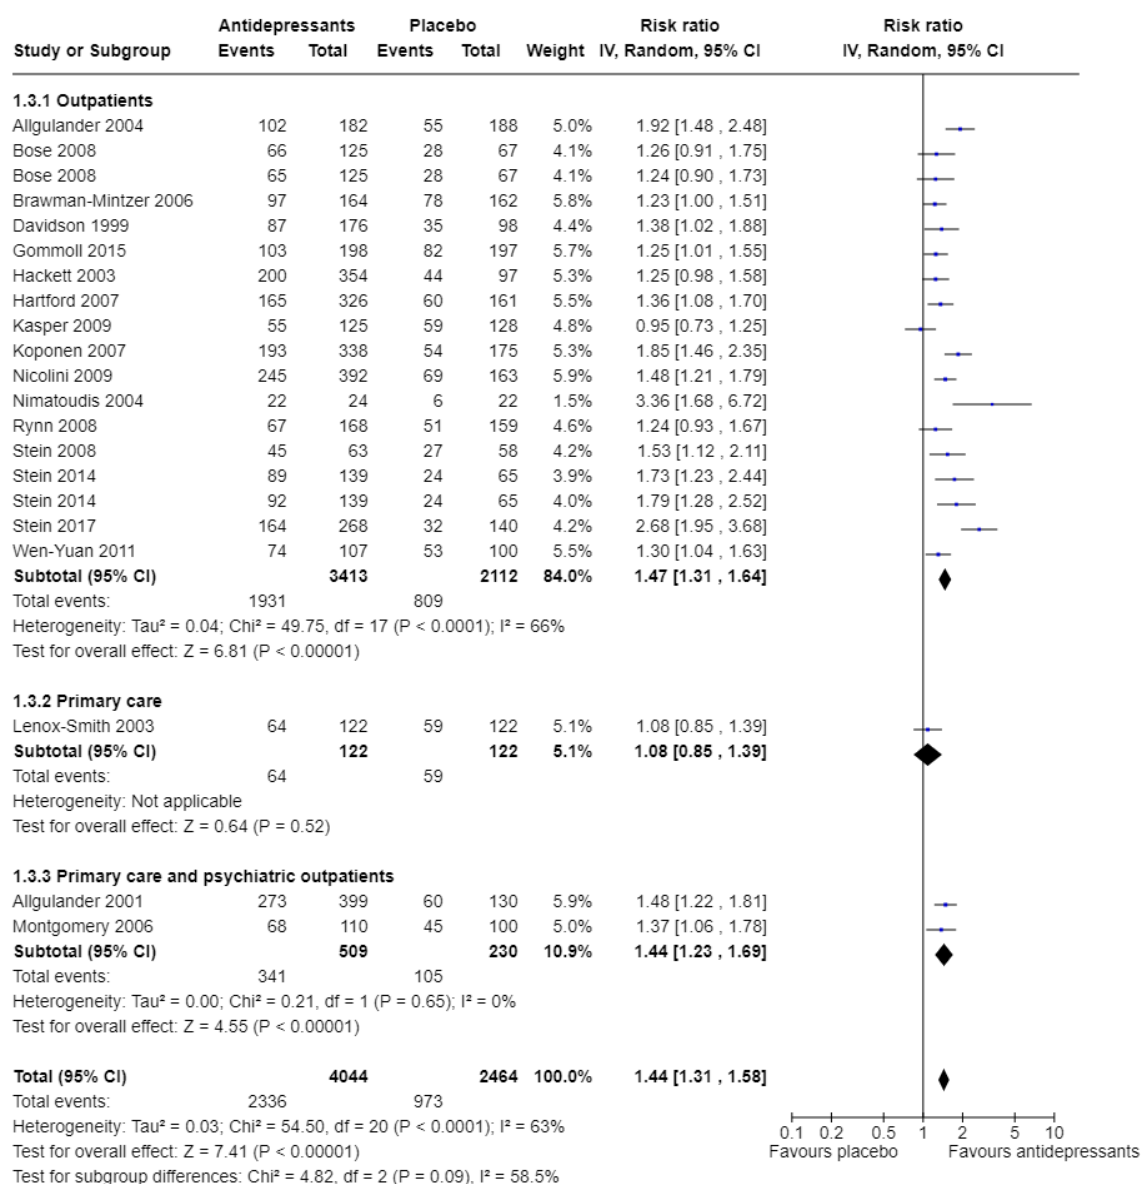 Antidepressants Placebo Risk ratio Risk ratio
Study or Subgroup Events Total Events Total Weight IV, Random, 95% CI IV, Random, 95% CI
1.3.1 Outpatients
Allgulander 2004 102 182 55 188 5.0% 1.92 [1.48 , 2.48]
Bose 2008 66 125 28 67 4.1% 1.26 [0.91 , 1.75]
Bose 2008 65 125 28 67 4.1% 1.24 [0.90 , 1.73]
Brawman-Mintzer 2006 97 164 78 162 5.8% 1.23 [1.00 , 1.51]
Davidson 1999 87 176 35 98 4.4% 1.38 [1.02 , 1.88]
Gommoll 2015 103 198 82 197 5.7% 1.25 [1.01 , 1.55]
Hackett 2003 200 354 44 97 5.3% 1.25 [0.98 , 1.58]
Hartford 2007 165 326 60 161 5.5% 1.36 [1.08 , 1.70]
Kasper 2009 55 125 59 128 4.8% 0.95 [0.73 , 1.25]
Koponen 2007 193 338 54 175 5.3% 1.85 [1.46 , 2.35]
Nicolini 2009 245 392 69 163 5.9% 1.48 [1.21 , 1.79]
Nimatoudis 2004 22 24 6 22 1.5% 3.36 [1.68 , 6.72]
Rynn 2008 67 168 51 159 4.6% 1.24 [0.93 , 1.67]
Stein 2008 45 63 27 58 4.2% 1.53 [1.12 , 2.11]
Stein 2014 89 139 24 65 3.9% 1.73 [1.23 , 2.44]
Stein 2014 92 139 24 65 4.0% 1.79 [1.28 , 2.52]
Stein 2017 164 268 32 140 4.2% 2.68 [1.95 , 3.68]
Wen-Yuan 2011 74 107 53 100 5.5% 1.30 [1.04 , 1.63]
Subtotal (95% CI) 3413 2112 84.0% 1.47 [1.31 , 1.64]
Total events: 1931 809
Heterogeneity: Tau² = 0.04; Chi² = 49.75, df = 17 (P < 0.0001); I² = 66%
Test for overall effect: Z = 6.81 (P < 0.00001)
1.3.2 Primary care
Lenox-Smith 2003 64 122 59 122 5.1% 1.08 [0.85 , 1.39]
Subtotal (95% CI) 122 122 5.1% 1.08 [0.85 , 1.39]
Total events: 64 59
Heterogeneity: Not applicable
Test for overall effect: Z = 0.64 (P = 0.52)
1.3.3 Primary care and psychiatric outpatients
Allgulander 2001 273 399 60 130 5.9% 1.48 [1.22 , 1.81]
Montgomery 2006 68 110 45 100 5.0% 1.37 [1.06 , 1.78]
Subtotal (95% CI) 509 230 10.9% 1.44 [1.23 , 1.69]
Total events: 341 105
Heterogeneity: Tau² = 0.00; Chi² = 0.21, df = 1 (P = 0.65); I² = 0%
Test for overall effect: Z = 4.55 (P < 0.00001)
Total (95% CI) 4044 2464 100.0% 1.44 [1.31 , 1.58]
Total events: 2336 973
Heterogeneity: Tau² = 0.03; Chi² = 54.50, df = 20 (P < 0.0001); I² = 63%
0.1 0.2 0.5 1 2 5 10
Test for overall effect: Z = 7.41 (P < 0.00001)
Favours placebo Favours antidepressants
Test for subgroup differences: Chi² = 4.82, df = 2 (P = 0.09), I² = 58.5%